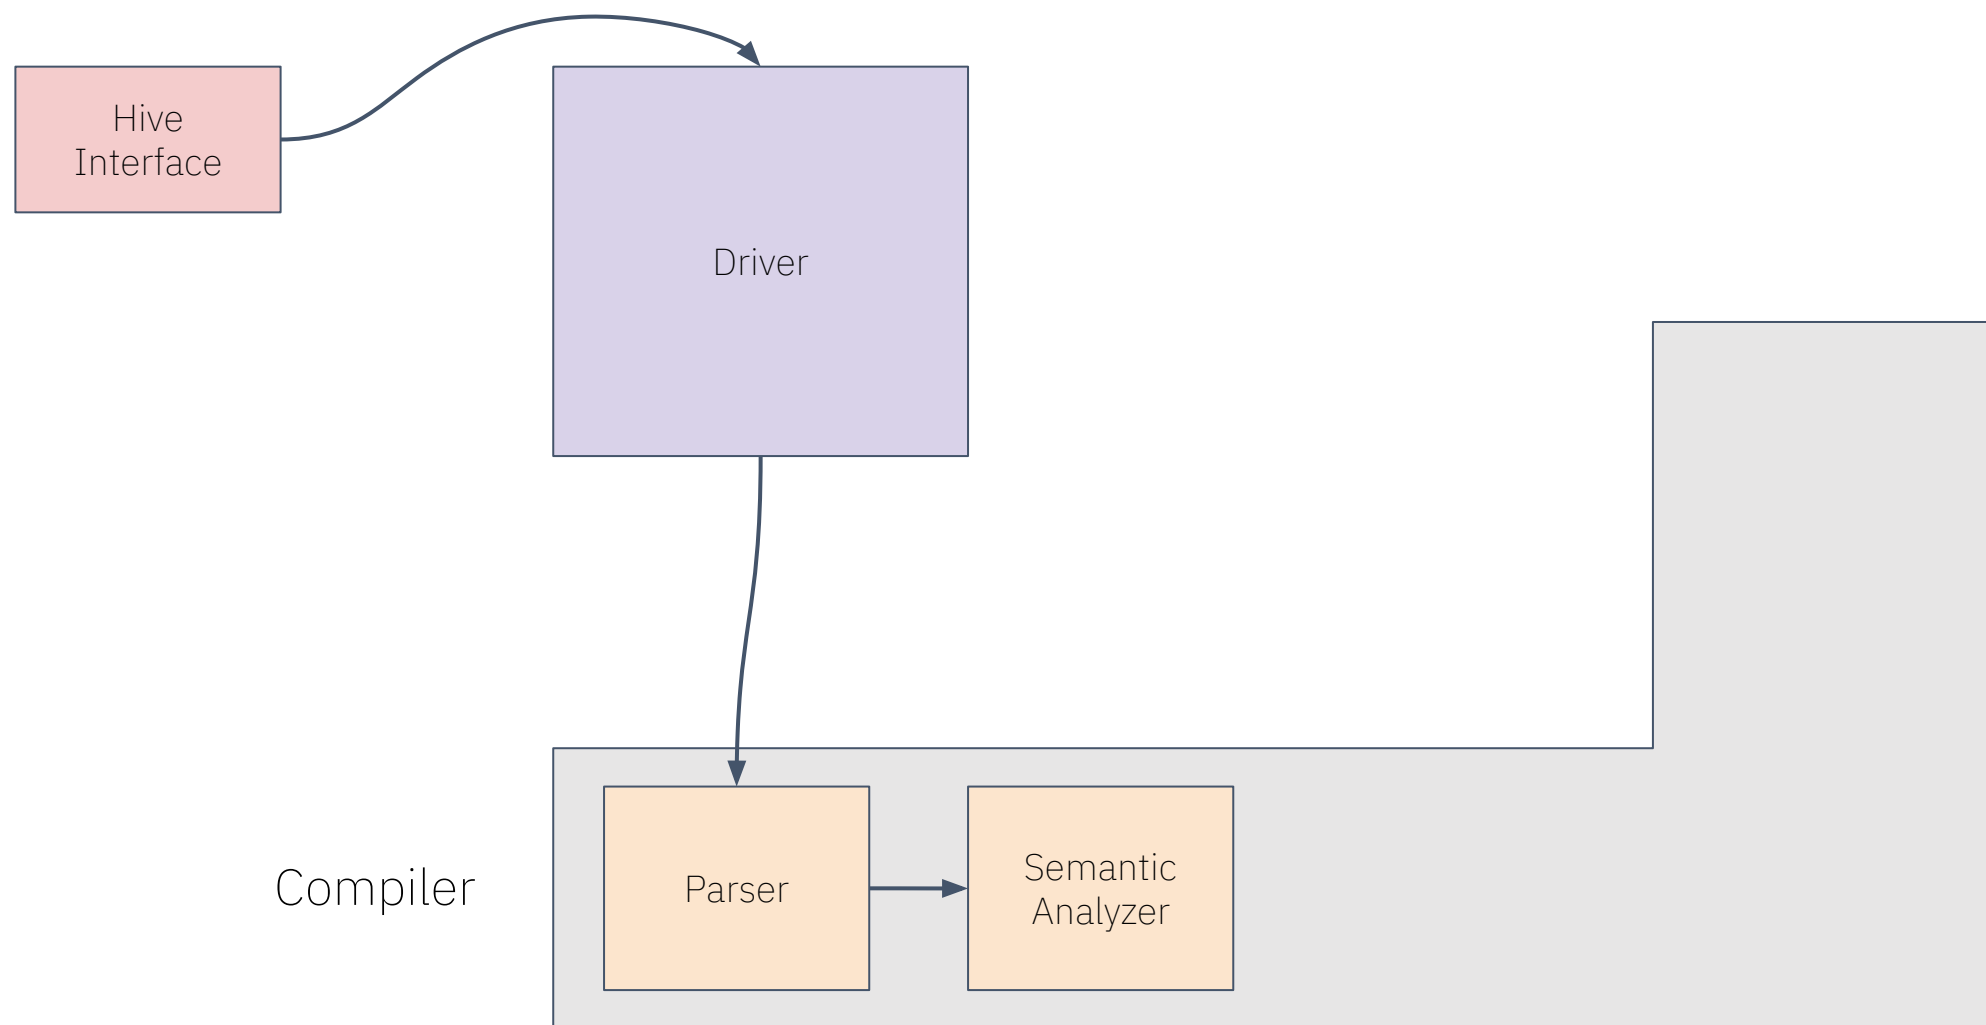 Hive
Interface
Driver
Compiler
Parser
Semantic
Analyzer